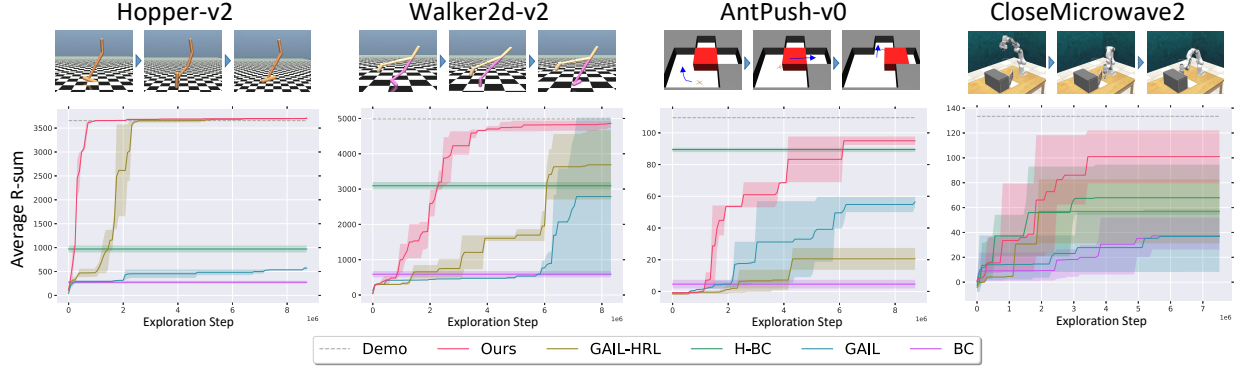 Hopper-v2
Walker2d-v2
AntPush-v0
CloseMicrowave2
Average R-sum
3500
3000
2500
2000
1500
1000
500
0
0 2 4 6 8
1e6
Exploration Step
5000
4000
3000
2000
1000
0
0 2 4 6 8
1e6
Exploration Step
100
80
60
40
20
0
0 2 4 6 8
1e6
Exploration Step
140
120
100
80
60
40
20
0
0 1 2 3 4 5 6 7
1e6
Exploration Step
Demo Ours GAIL-HRL H-BC GAIL BC